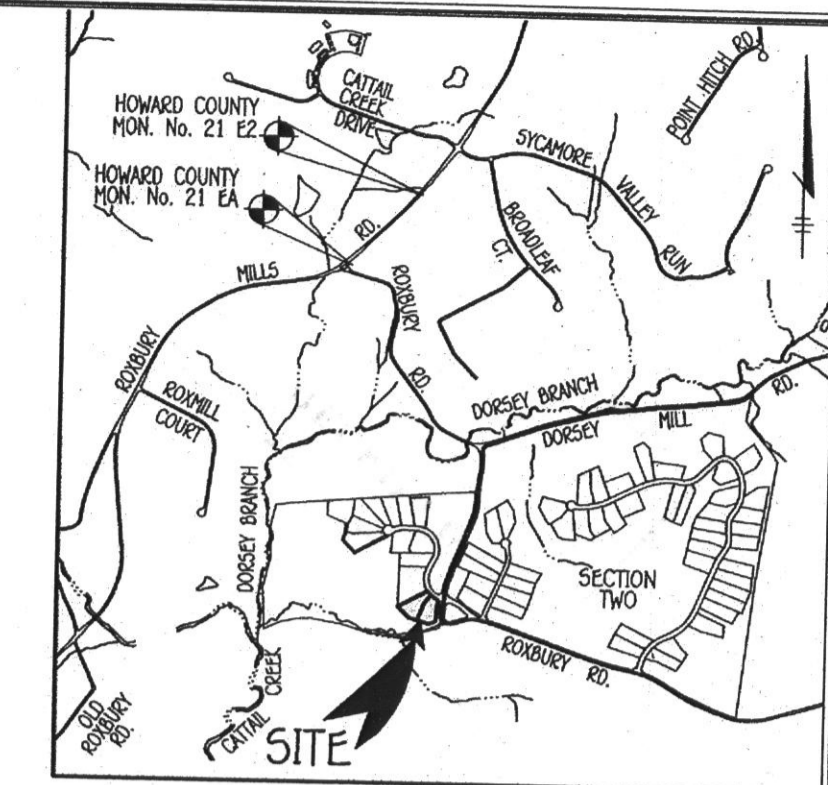 POINT HITCH RD.
CATTAIL
CREEK
DRIVE
HOWARD COUNTY
MON. No. 21 E2
HOWARD COUNTY
MON. No. 21 EA
SYCAMORE
VALLEY
RUN
BROADLEAF
CT.
ROXBURY
MILLS
RD.
ROXBURY
RD.
ROXMILL
COURT
DORSEY BRANCH
DORSEY
MILL
RD.
DORSEY BRANCH
SECTION
TWO
ROXBURY RD.
CATTAIL
CREEK
OLD
ROXBURY
RD.
SITE